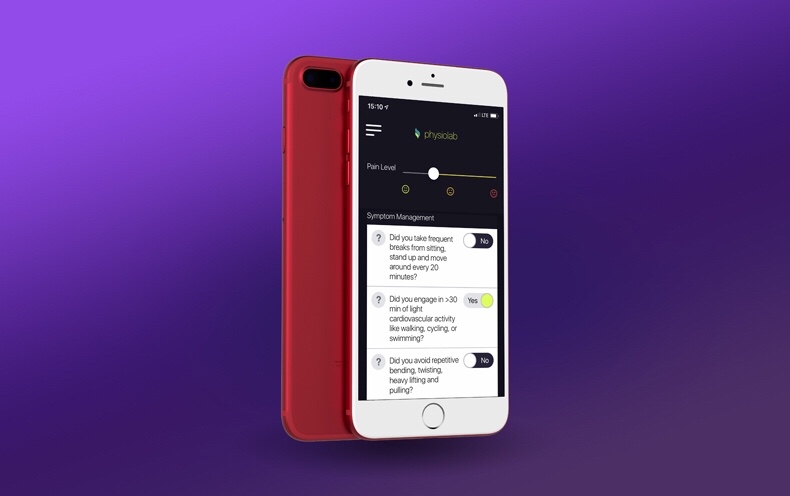 15:10
LTE
physiolab
Pain Level
Symptom Management
?
Did you take frequent
breaks from sitting,
stand up and move
around every 20
minutes?
No
?
Did you engage in >30
min of light
cardiovascular activity
like walking, cycling, or
swimming?
Yes
?
Did you avoid repetitive
bending, twisting,
heavy lifting and
pulling?
No